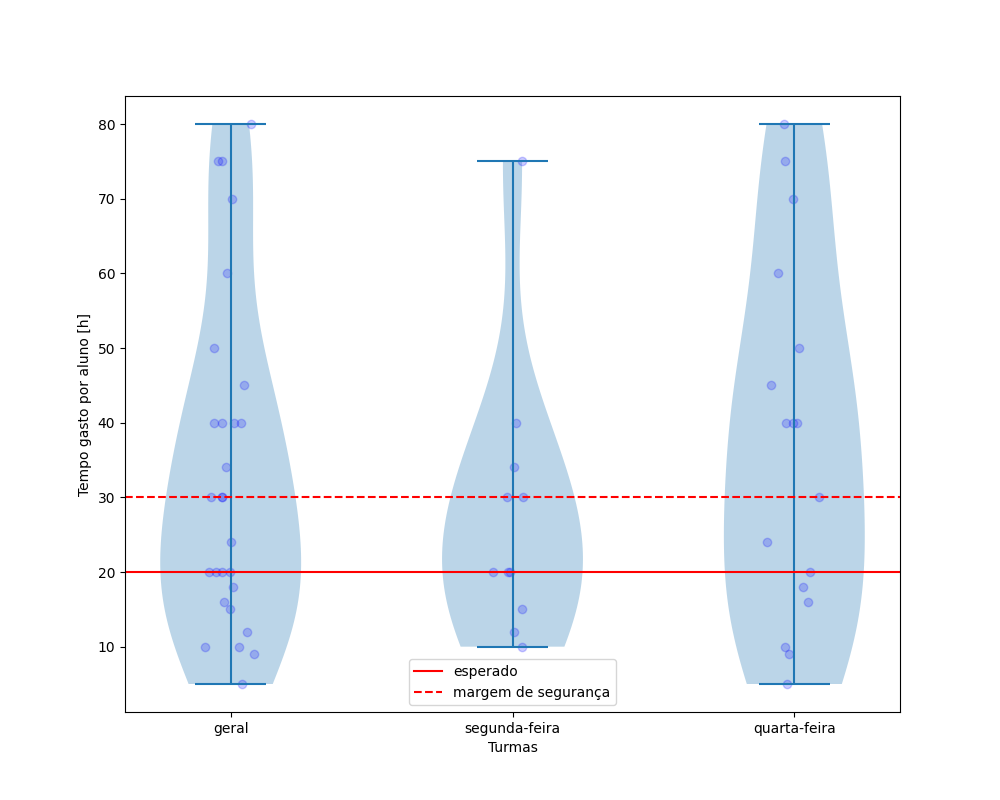 Tempo gasto por aluno [h]
80
70
60
50
40
30
20
10
esperado
margem de segurança
geral
segunda-feira
quarta-feira
Turmas